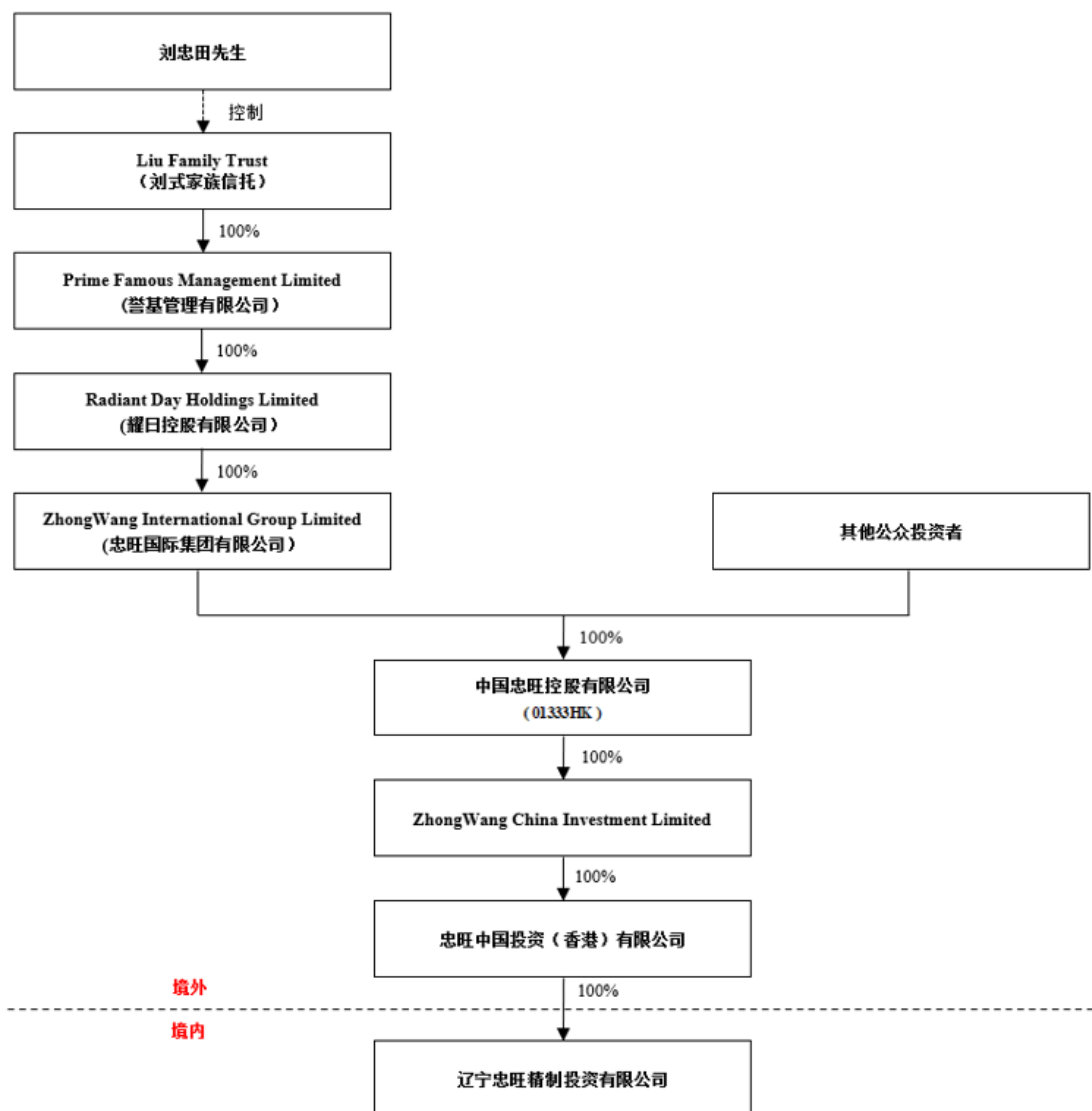 刘忠田先生
控制
Liu Family Trust
（刘式家族信托）
100%
Prime Famous Management Limited
(誉基管理有限公司）
100%
Radiant Day Holdings Limited
(耀日控股有限公司）
100%
ZhongWang International Group Limited
(忠旺国际集团有限公司）
其他公众投资者
100%
中国忠旺控股有限公司
( 01333HK )
100%
ZhongWang China Investment Limited
100%
忠旺中国投资（香港）有限公司
境外
100%
境内
辽宁忠旺精制投资有限公司